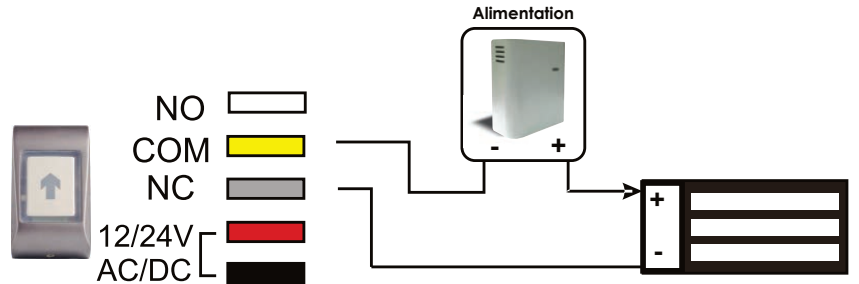 Alimentation
- +
NO
COM
NC
12/24V
AC/DC
+
-